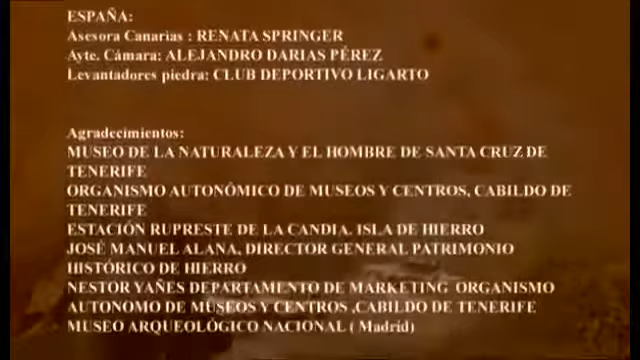 ESPAÑA:
Asesora Canarias : RENATA SPRINGER
Ayte. Cámara: ALEJANDRO DARIAS PÉREZ
Levantadores piedra: CLUB DEPORTIVO LIGARTO
Agradecimientos:
MUSEO DE LA NATURALEZA Y EL HOMBRE DE SANTA CRUZ DE
TENERIFE
ORGANISMO AUTONÓMICO DE MUSEOS Y CENTROS, CABILDO DE
TENERIFE
ESTACIÓN RUPRESTE DE LA CANDIA. ISLA DE HIERRO
JOSÉ MANUEL ALANA, DIRECTOR GENERAL PATRIMONIO
HISTÓRICO DE HIERRO
NESTOR YAÑES DEPARTAMENTO DE MARKETING ORGANISMO
AUTONOMO DE MUSEOS Y CENTROS ,CABILDO DE TENERIFE
MUSEO ARQUEOLÓGICO NACIONAL ( Madrid)